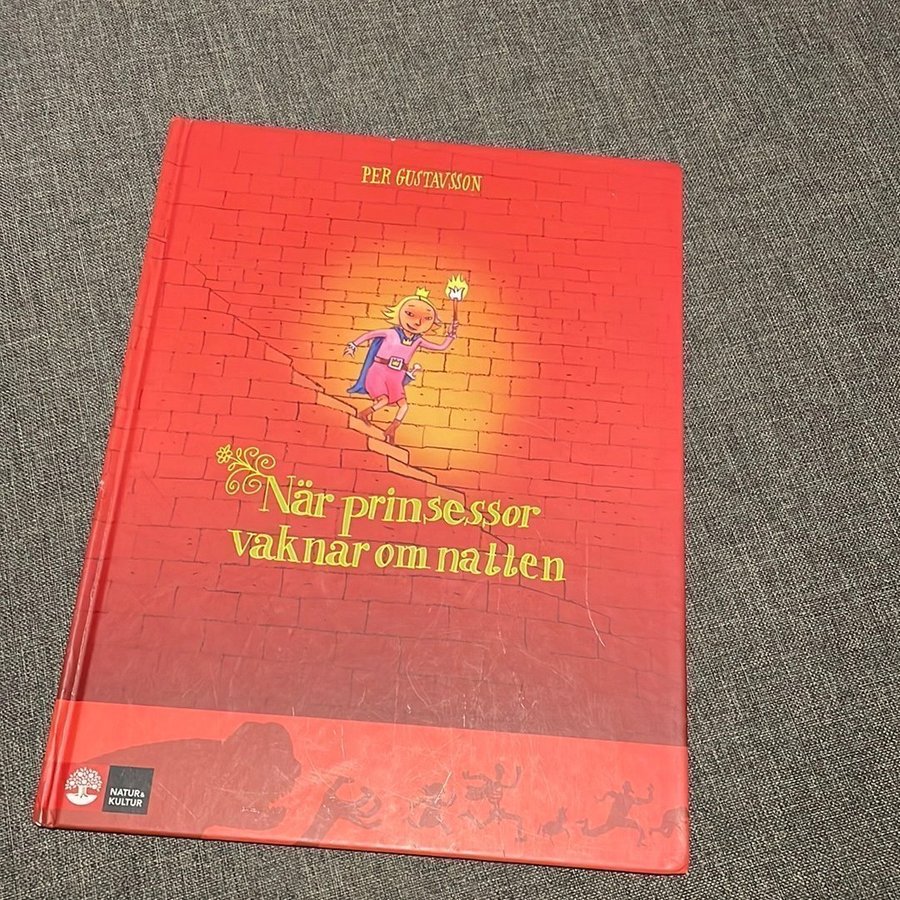 PER GUSTAVSSON
När prinsessor
vaknar om natten
NATUR &
KULTUR